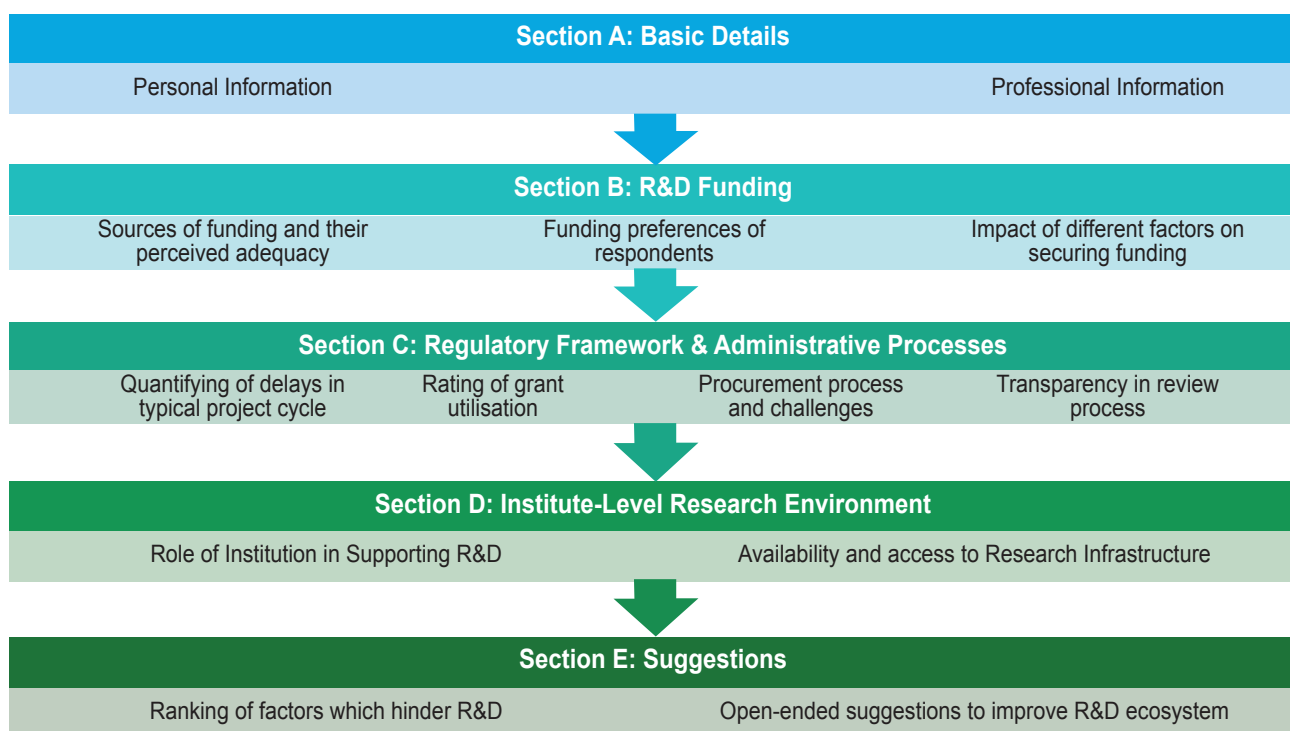 Section A: Basic Details
Personal Information
Professional Information
Section B: R&D Funding
Sources of funding and their
perceived adequacy
Funding preferences of
respondents
Impact of different factors on
securing funding
Section C: Regulatory Framework & Administrative Processes
Quantifying of delays in
typical project cycle
Rating of grant
utilisation
Procurement process
and challenges
Transparency in review
process
Section D: Institute-Level Research Environment
Role of Institution in Supporting R&D
Availability and access to Research Infrastructure
Section E: Suggestions
Ranking of factors which hinder R&D
Open-ended suggestions to improve R&D ecosystem